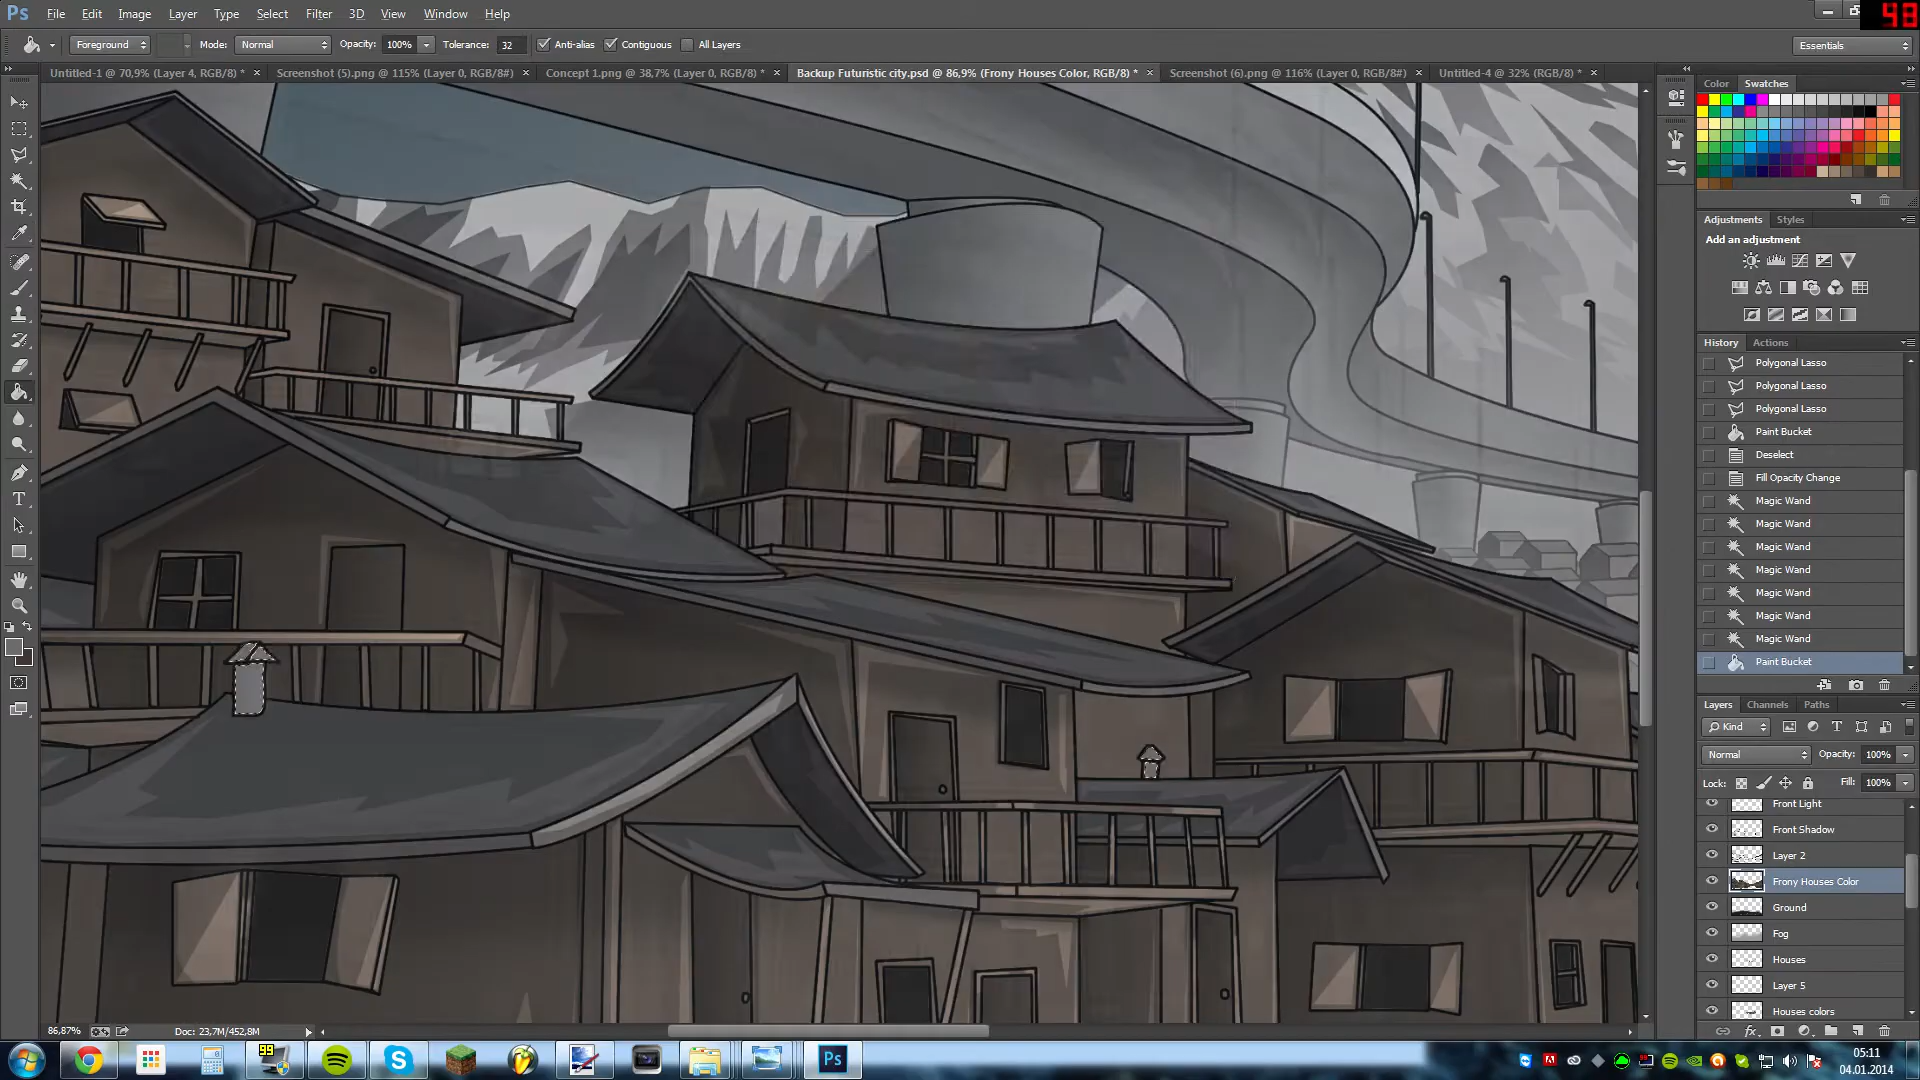 Ps File Edit Image Layer Type Select Filter 3D View Window Help
48
Foreground Mode: Normal Opacity: 100% Tolerance: 32 Anti-alias Contiguous All Layers Essentials
Untitled-1 @ 70,9% (Layer 4, RGB/8) * Screenshot (5).png @ 115% (Layer 0, RGB/8#) Concept 1.png @ 38,7% (Layer 0, RGB/8) * Backup Futuristic city.psd @ 86,9% (Frony Houses Color, RGB/8) * Screenshot (6).png @ 116% (Layer 0, RGB/8#) Untitled-4 @ 32% (RGB/8) *
Color Swatches
Adjustments Styles
Add an adjustment
History Actions
Polygonal Lasso
Polygonal Lasso
Polygonal Lasso
Paint Bucket
Deselect
Fill Opacity Change
Magic Wand
Magic Wand
Magic Wand
Magic Wand
Magic Wand
Magic Wand
Magic Wand
Paint Bucket
Layers Channels Paths
Kind
Normal Opacity: 100%
Lock: Fill: 100%
Front Light
Front Shadow
Layer 2
Frony Houses Color
Ground
Fog
Houses
Layer 5
Houses colors
86,87% Doc: 23,7M/452,8M
99
Ps
05:11
04.01.2014